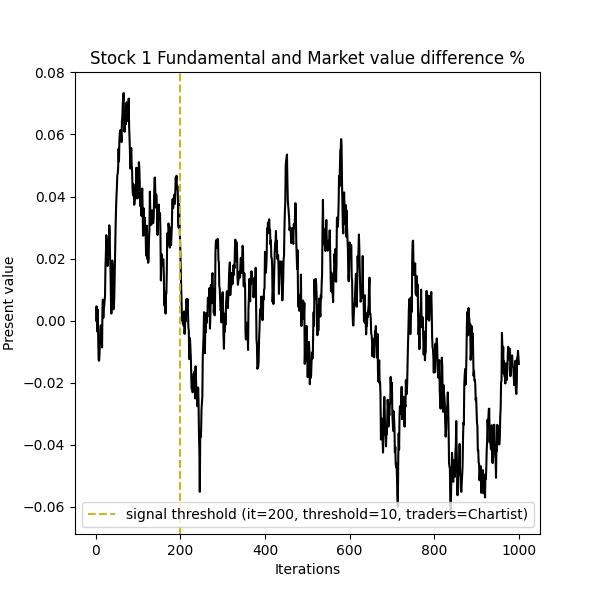 Stock 1 Fundamental and Market value difference %
0.08
0.06
0.04
0.02
0.00
−0.02
−0.04
−0.06
Present value
signal threshold (it=200, threshold=10, traders=Chartist)
0 200 400 600 800 1000
Iterations